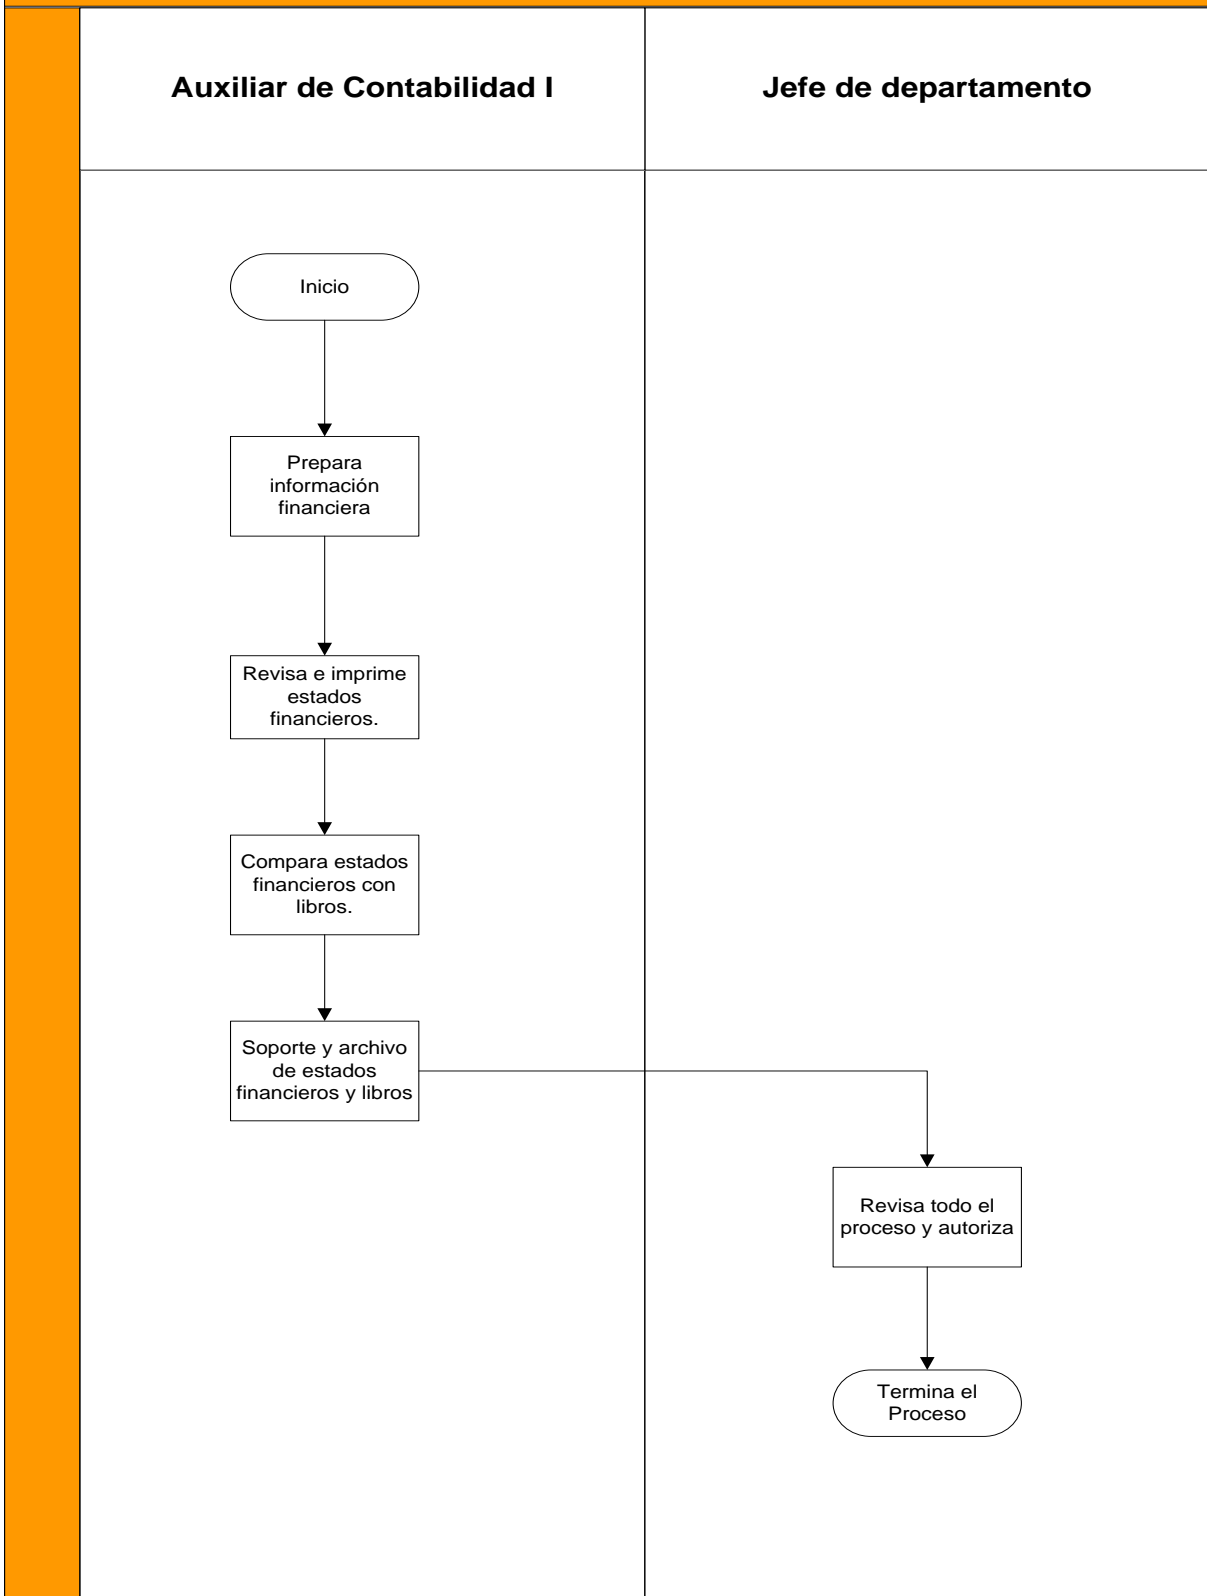 Auxiliar de Contabilidad I
Jefe de departamento
Inicio
Prepara
información
financiera
Revisa e imprime
estados
financieros.
Compara estados
financieros con
libros.
Soporte y archivo
de estados
financieros y libros
Revisa todo el
proceso y autoriza
Termina el
Proceso